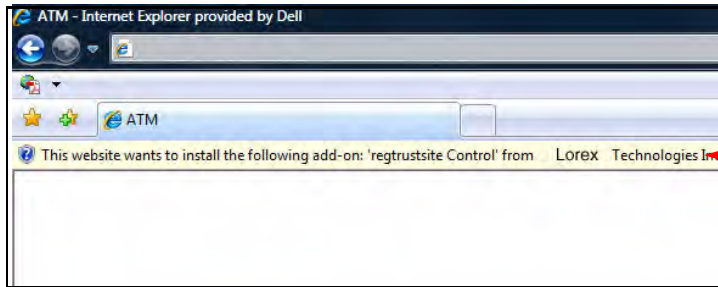 ATM - Internet Explorer provided by Dell
ATM
This website wants to install the following add-on: 'regtrustsite Control' from Lorex Technologies